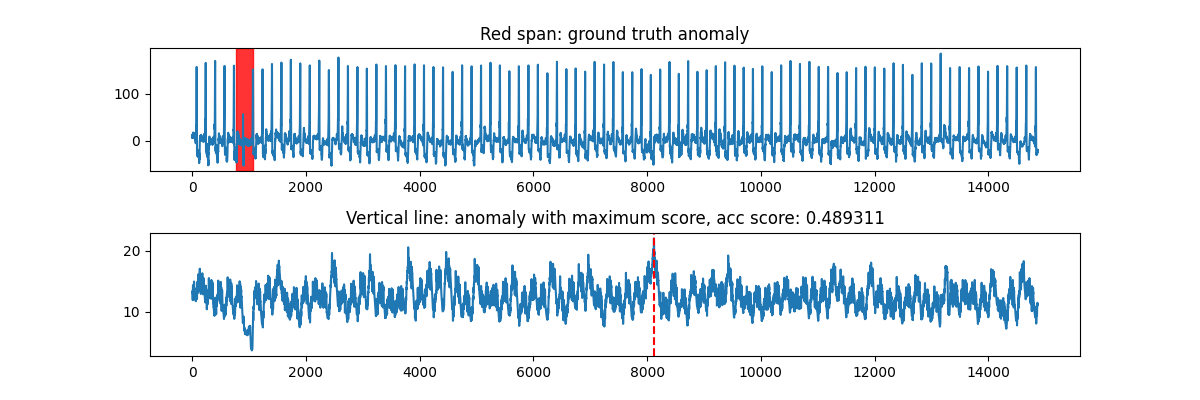 Red span: ground truth anomaly
100
0
0 2000 4000 6000 8000 10000 12000 14000
Vertical line: anomaly with maximum score, acc score: 0.489311
20
10
0 2000 4000 6000 8000 10000 12000 14000